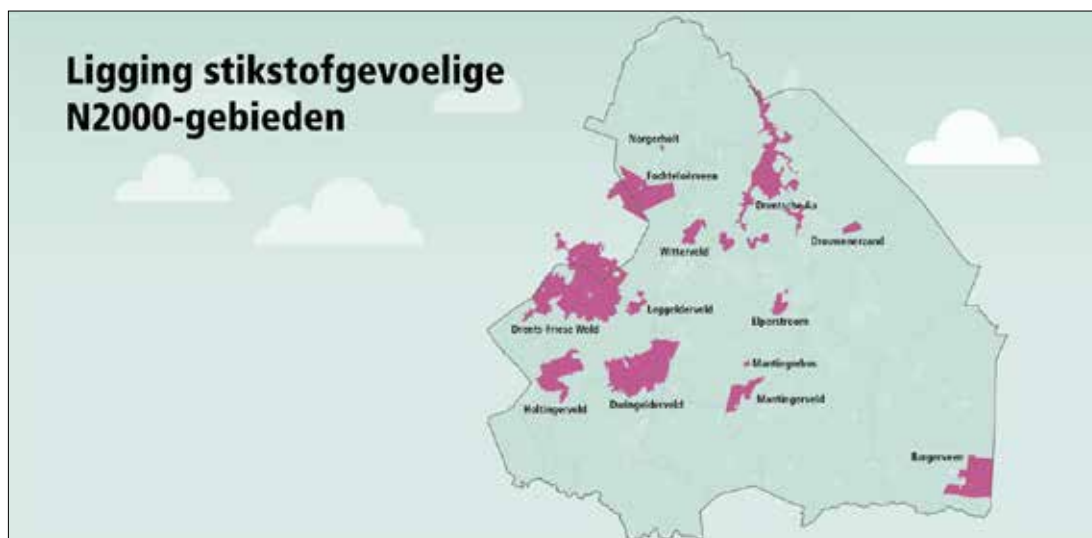 Ligging stikstofgevoelige
N2000-gebieden
Norgerholt
Fochteloërveen
Drentsche Aa
Drouwenerzand
Witterveld
Drents-Friese Wold
Leggelderveld
Elperstroom
Mantingerbos
Holtingerveld
Dwingelderveld
Mantingerveld
Bargerveen